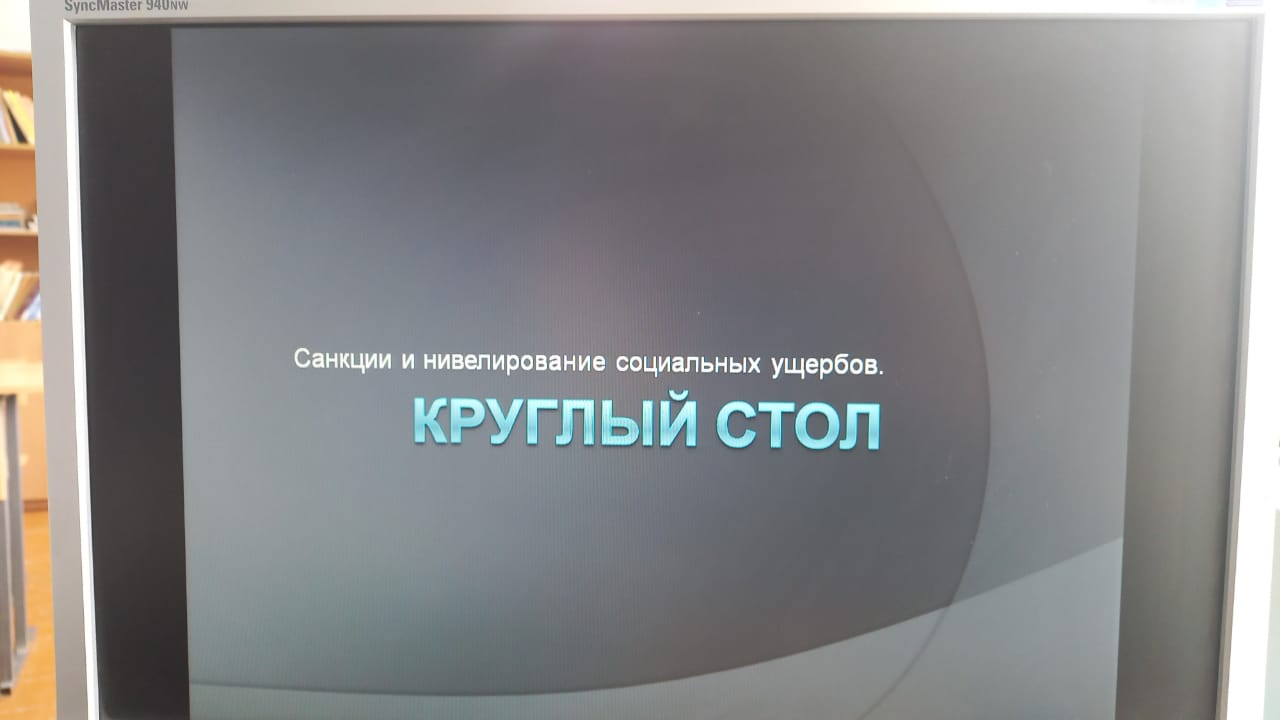 SyncMaster 940NW
Санкции и нивелирование социальных ущербов.
КРУГЛЫЙ СТОЛ